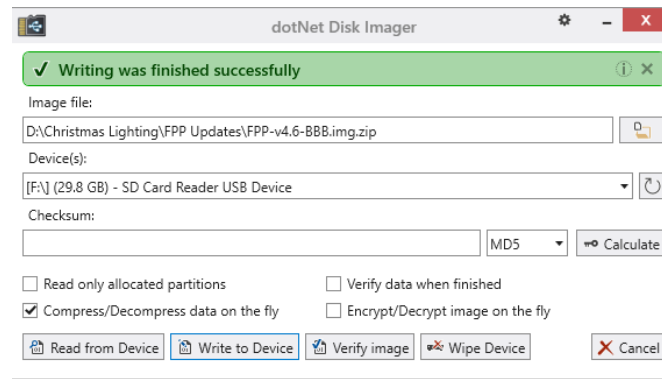 dotNet Disk Imager
Writing was finished successfully
Image file:
D:\Christmas Lighting\FPP Updates\FPP-v4.6-BBB.img.zip
Device(s):
[F:\] (29.8 GB) - SD Card Reader USB Device
Checksum:
MD5 Calculate
Read only allocated partitions Verify data when finished
Compress/Decompress data on the fly Encrypt/Decrypt image on the fly
Read from Device Write to Device Verify image Wipe Device Cancel